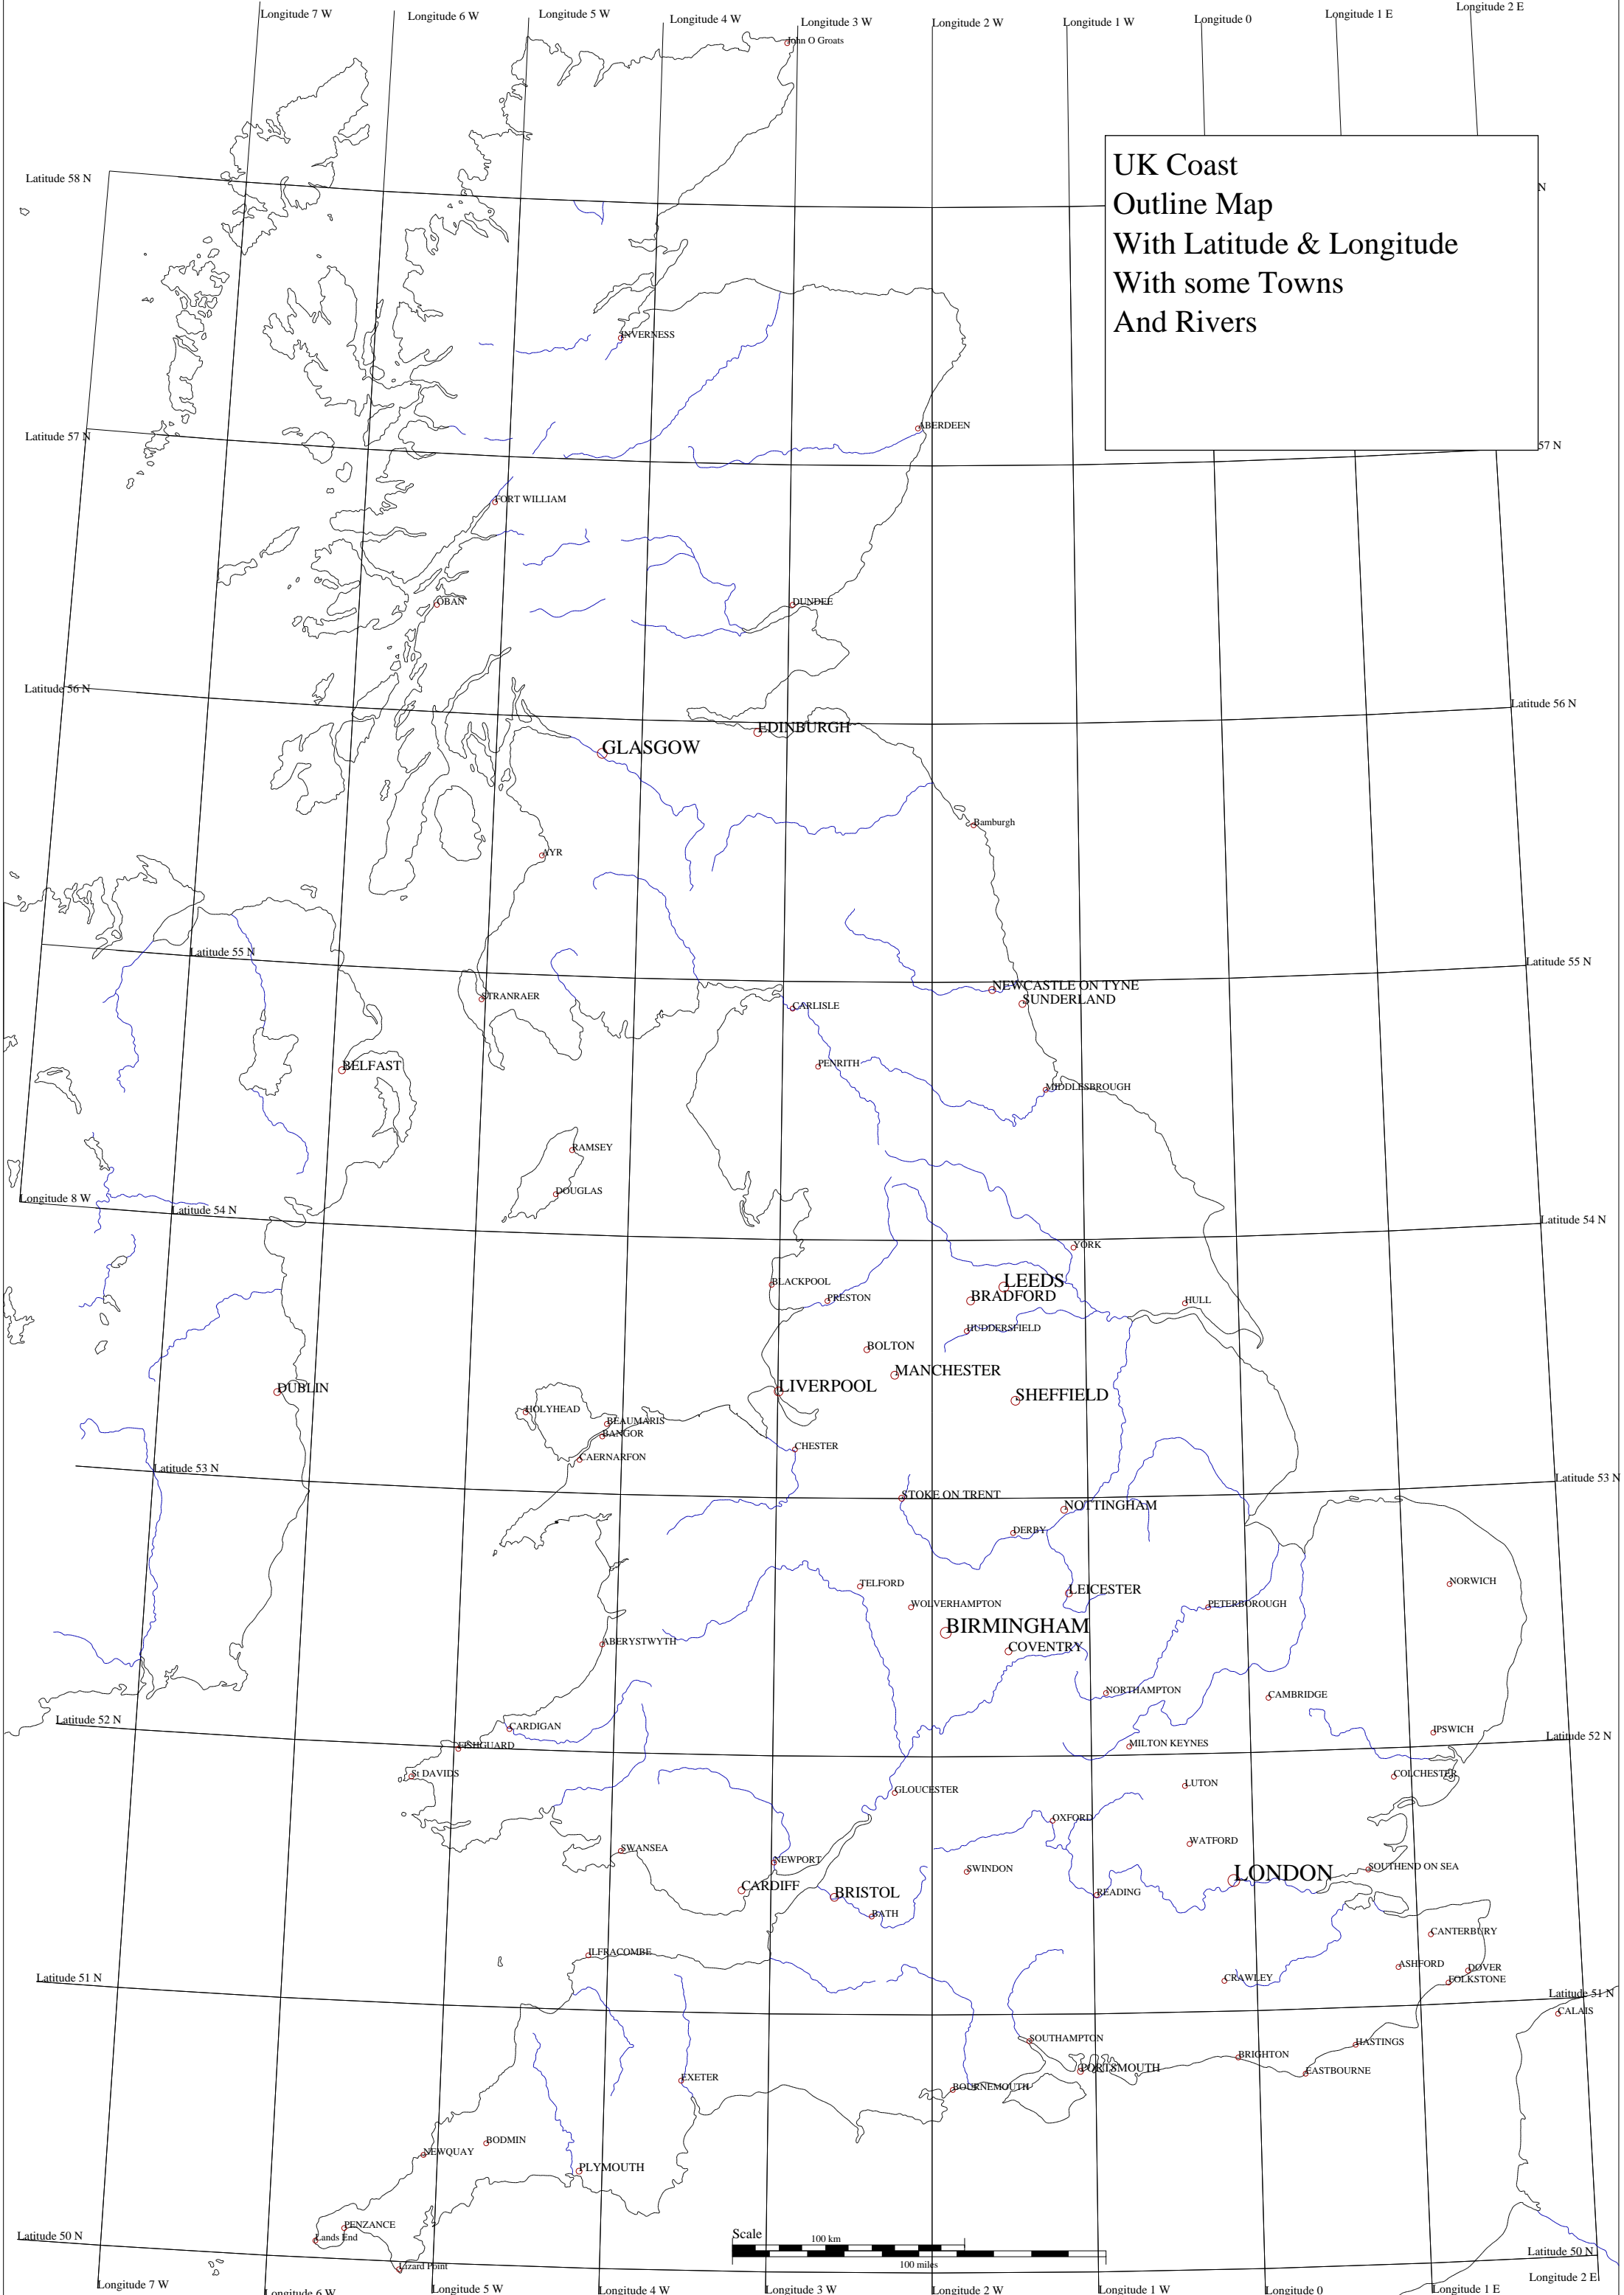 Longitude 7 W
Longitude 6 W
Longitude 5 W
Longitude 4 W
Longitude 3 W
Longitude 2 W
Longitude 1 W
Longitude 0
Longitude 1 E
Longitude 2 E
John O Groats
UK Coast
Outline Map
With Latitude & Longitude
With some Towns
And Rivers
Latitude 58 N
N
INVERNESS
ABERDEEN
Latitude 57 N
57 N
FORT WILLIAM
OBAN
DUNDEE
Latitude 56 N
Latitude 56 N
EDINBURGH
GLASGOW
Bamburgh
AYR
Latitude 55 N
Latitude 55 N
NEWCASTLE ON TYNE
SUNDERLAND
STRANRAER
CARLISLE
PENRITH
BELFAST
MIDDLESBROUGH
RAMSEY
DOUGLAS
Longitude 8 W
Latitude 54 N
Latitude 54 N
YORK
BLACKPOOL
LEEDS
BRADFORD
PRESTON
HULL
HUDDERSFIELD
BOLTON
MANCHESTER
LIVERPOOL
DUBLIN
SHEFFIELD
HOLYHEAD
BEAUMARIS
BANGOR
CHESTER
CAERNARFON
Latitude 53 N
Latitude 53 N
STOKE ON TRENT
NOTTINGHAM
DERBY
TELFORD
LEICESTER
NORWICH
WOLVERHAMPTON
PETERBOROUGH
BIRMINGHAM
COVENTRY
ABERYSTWYTH
NORTHAMPTON
CAMBRIDGE
Latitude 52 N
CARDIGAN
IPSWICH
Latitude 52 N
FISHGUARD
MILTON KEYNES
St DAVIDS
COLCHESTER
LUTON
GLOUCESTER
OXFORD
WATFORD
SWANSEA
NEWPORT
SWINDON
SOUTHEND ON SEA
LONDON
CARDIFF
BRISTOL
READING
BATH
CANTERBURY
ILFRACOMBE
ASHFORD
DOVER
Latitude 51 N
CRAWLEY
FOLKSTONE
Latitude 51 N
CALAIS
SOUTHAMPTON
HASTINGS
BRIGHTON
PORTSMOUTH
EASTBOURNE
EXETER
BOURNEMOUTH
BODMIN
NEWQUAY
PLYMOUTH
PENZANCE
Lands End
Latitude 50 N
Scale
100 km
100 miles
Lizard Point
Latitude 50 N
Longitude 2 E
Longitude 7 W
Longitude 6 W
Longitude 5 W
Longitude 4 W
Longitude 3 W
Longitude 2 W
Longitude 1 W
Longitude 0
Longitude 1 E